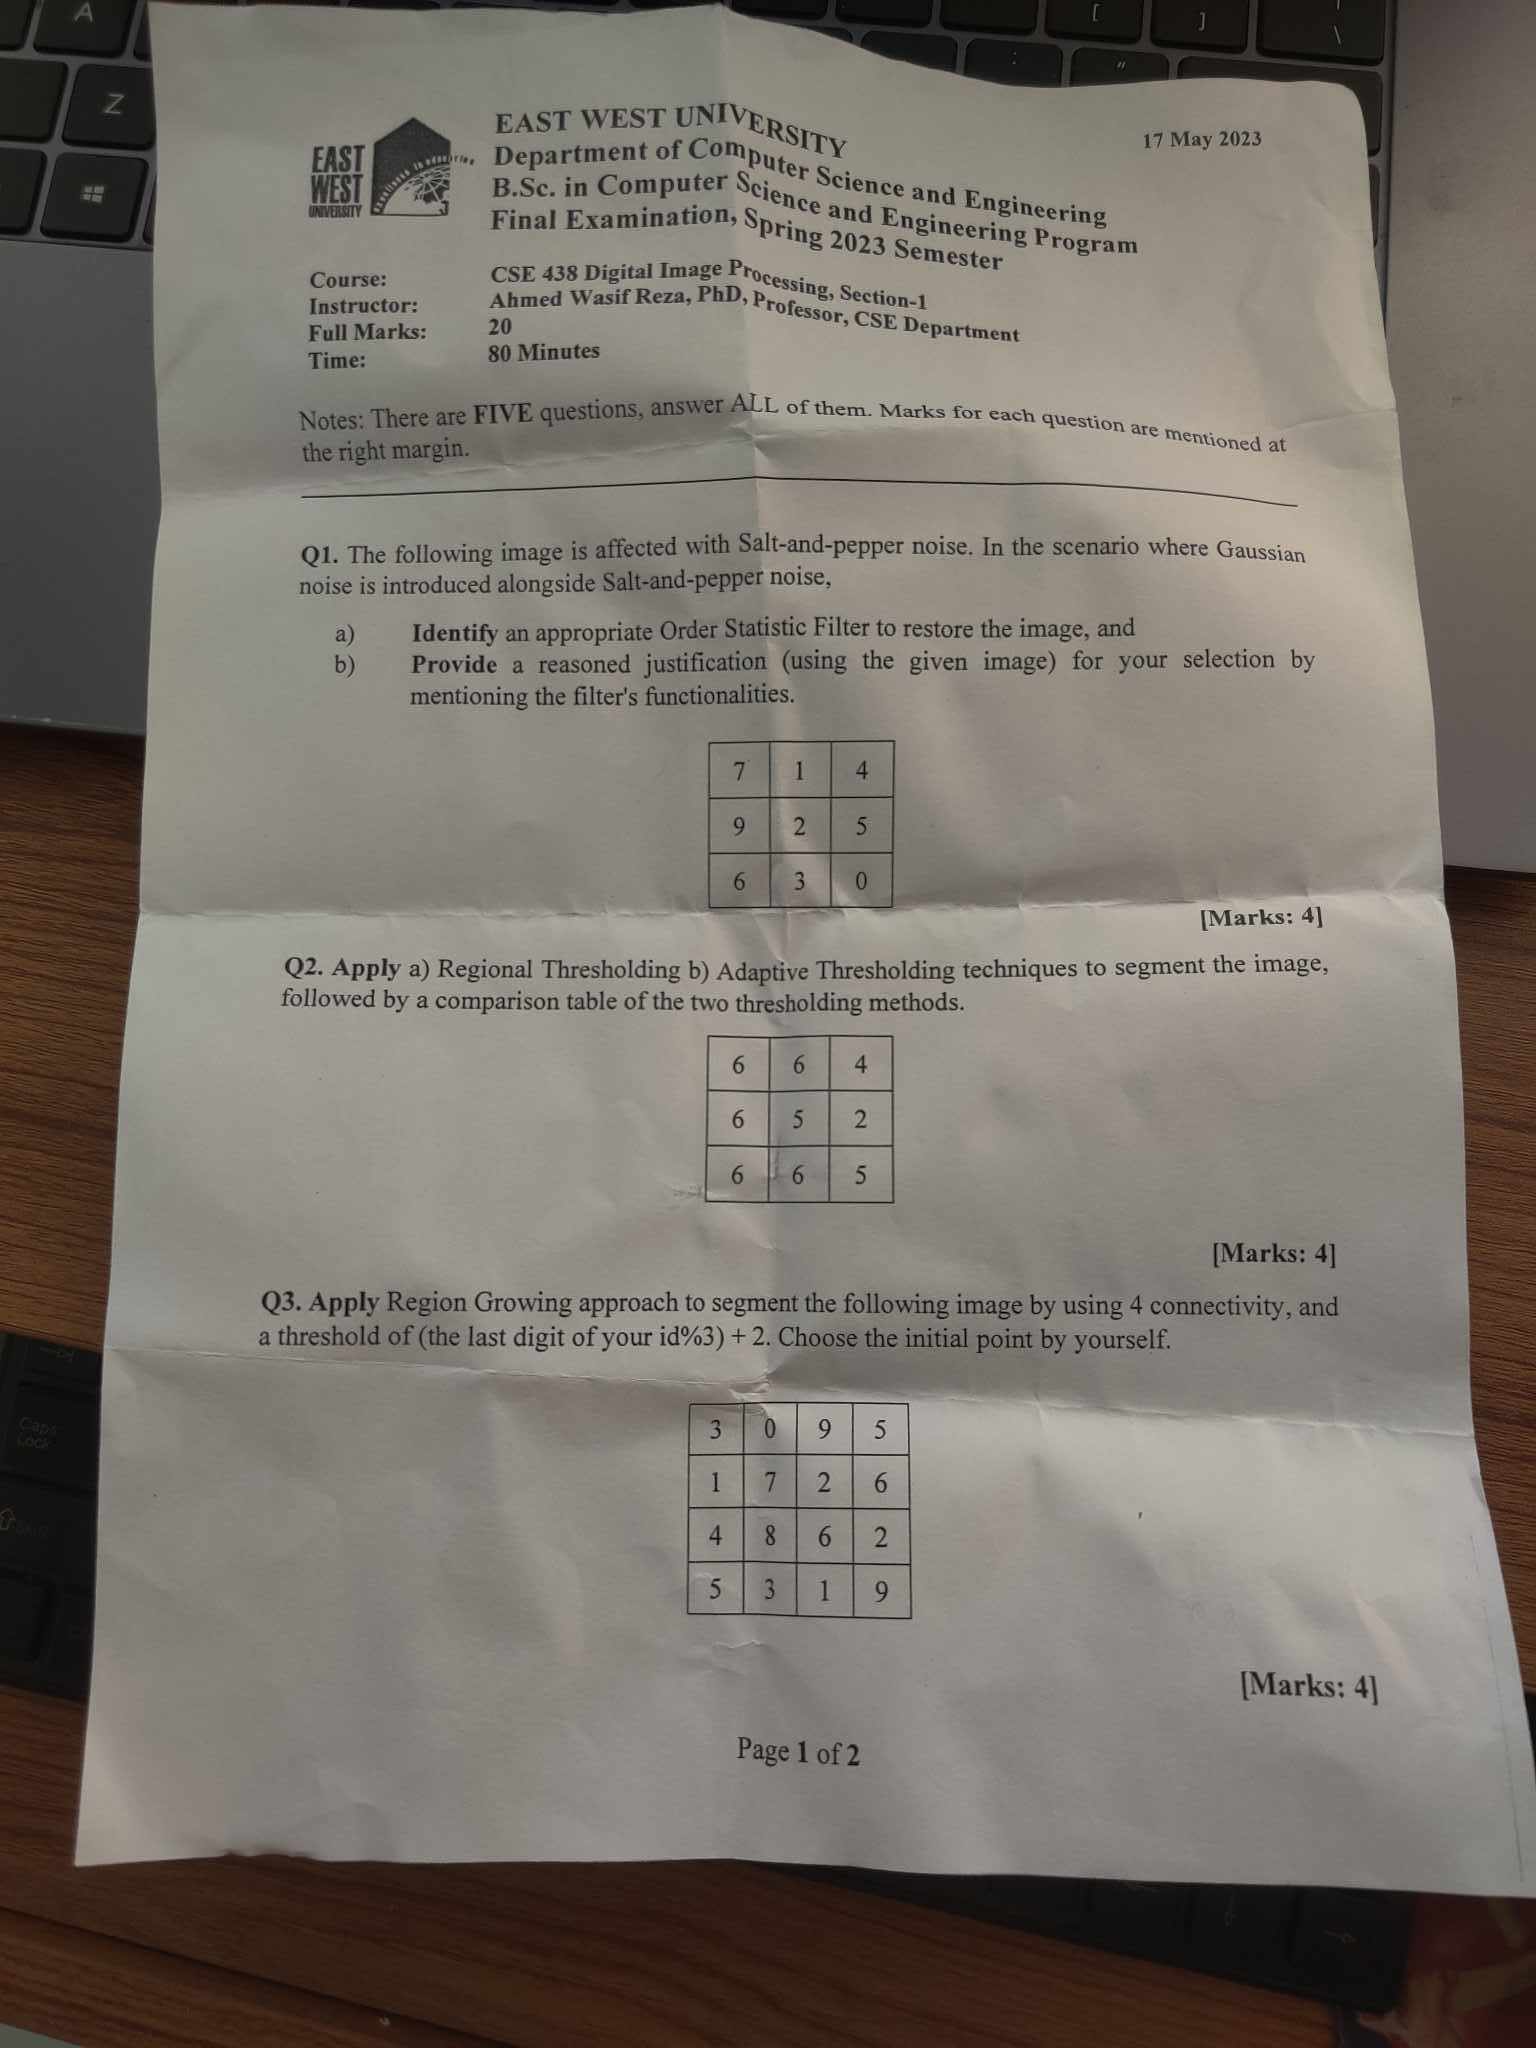 EAST WEST UNIVERSITY
17 May 2023
Department of Computer Science and Engineering
B.Sc. in Computer Science and Engineering Program
Final Examination, Spring 2023 Semester
EAST
WEST
UNIVERSITY
Course: CSE 438 Digital Image Processing, Section-1
Instructor: Ahmed Wasif Reza, PhD, Professor, CSE Department
Full Marks: 20
Time: 80 Minutes
Notes: There are FIVE questions, answer ALL of them. Marks for each question are mentioned at
the right margin.
Q1. The following image is affected with Salt-and-pepper noise. In the scenario where Gaussian
noise is introduced alongside Salt-and-pepper noise,
a) Identify an appropriate Order Statistic Filter to restore the image, and
b) Provide a reasoned justification (using the given image) for your selection by
mentioning the filter's functionalities.
7 1 4
9 2 5
6 3 0
[Marks: 4]
Q2. Apply a) Regional Thresholding b) Adaptive Thresholding techniques to segment the image,
followed by a comparison table of the two thresholding methods.
6 6 4
6 5 2
6 6 5
[Marks: 4]
Q3. Apply Region Growing approach to segment the following image by using 4 connectivity, and
a threshold of (the last digit of your id%3) + 2. Choose the initial point by yourself.
3 0 9 5
1 7 2 6
4 8 6 2
5 3 1 9
[Marks: 4]
Page 1 of 2
A
Z
[
]
\
:
"
Caps
Lock